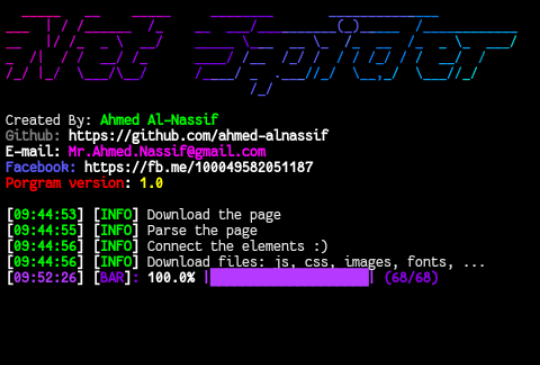 Net Spider
Created By: Ahmed Al-Nassif
Github: https://github.com/ahmed-alnassif
E-mail: Mr.Ahmed.Nassif@gmail.com
Facebook: https://fb.me/100049582051187
Porgram version: 1.0
[09:44:53] [INFO] Download the page
[09:44:55] [INFO] Parse the page
[09:44:56] [INFO] Connect the elements :)
[09:44:56] [INFO] Download files: js, css, images, fonts, ...
[09:52:26] [BAR]: 100.0% | | (68/68)